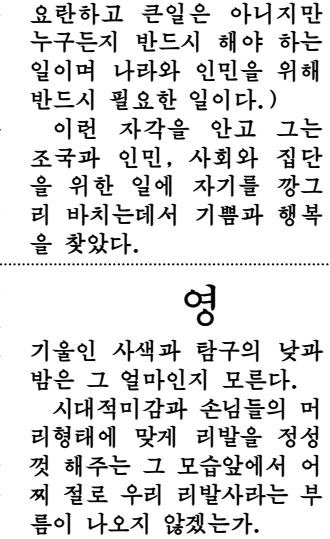 요란하고 큰일은 아니지만
누구든지 반드시 해야 하는
일이며 나라와 인민을 위해
반드시 필요한 일이다.)
이런 자각을 안고 그는
조국과 인민, 사회와 집단
을 위한 일에 자기를 깡그
리 바치는데서 기쁨과 행복
을 찾았다.
영
기울인 사색과 탐구의 낮과
밤은 그 얼마인지 모른다.
시대적미감과 손님들의 머
리형태에 맞게 리발을 정성
껏 해주는 그 모습앞에서 어
찌 절로 우리 리발사라는 부
름이 나오지 않겠는가.